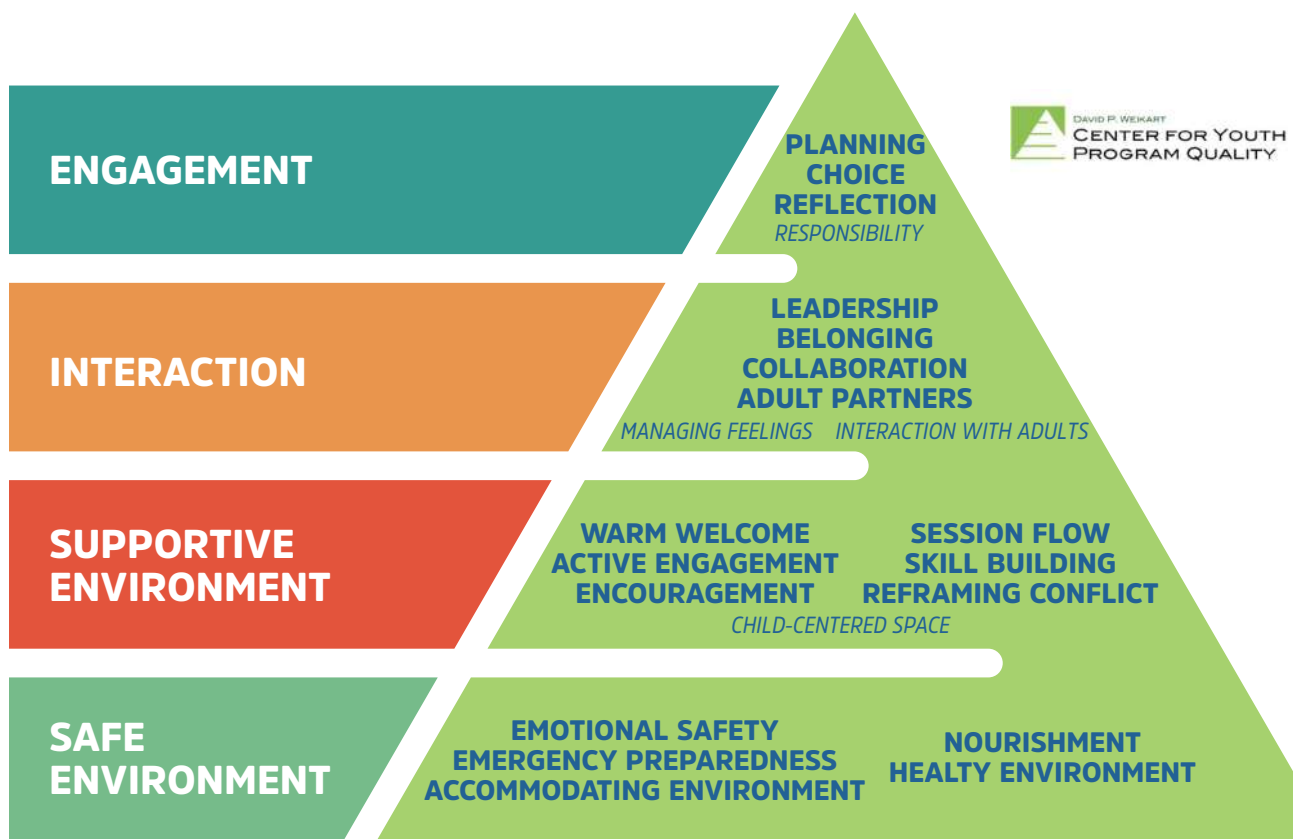 ENGAGEMENT
PLANNING
CHOICE
REFLECTION
RESPONSIBILITY
DAVID P. WEIKART
CENTER FOR YOUTH
PROGRAM QUALITY
INTERACTION
LEADERSHIP
BELONGING
COLLABORATION
ADULT PARTNERS
MANAGING FEELINGS INTERACTION WITH ADULTS
SUPPORTIVE
ENVIRONMENT
WARM WELCOME
ACTIVE ENGAGEMENT
ENCOURAGEMENT
SESSION FLOW
SKILL BUILDING
REFRAMING CONFLICT
CHILD-CENTERED SPACE
SAFE
ENVIRONMENT
EMOTIONAL SAFETY
EMERGENCY PREPAREDNESS
ACCOMMODATING ENVIRONMENT
NOURISHMENT
HEALTY ENVIRONMENT